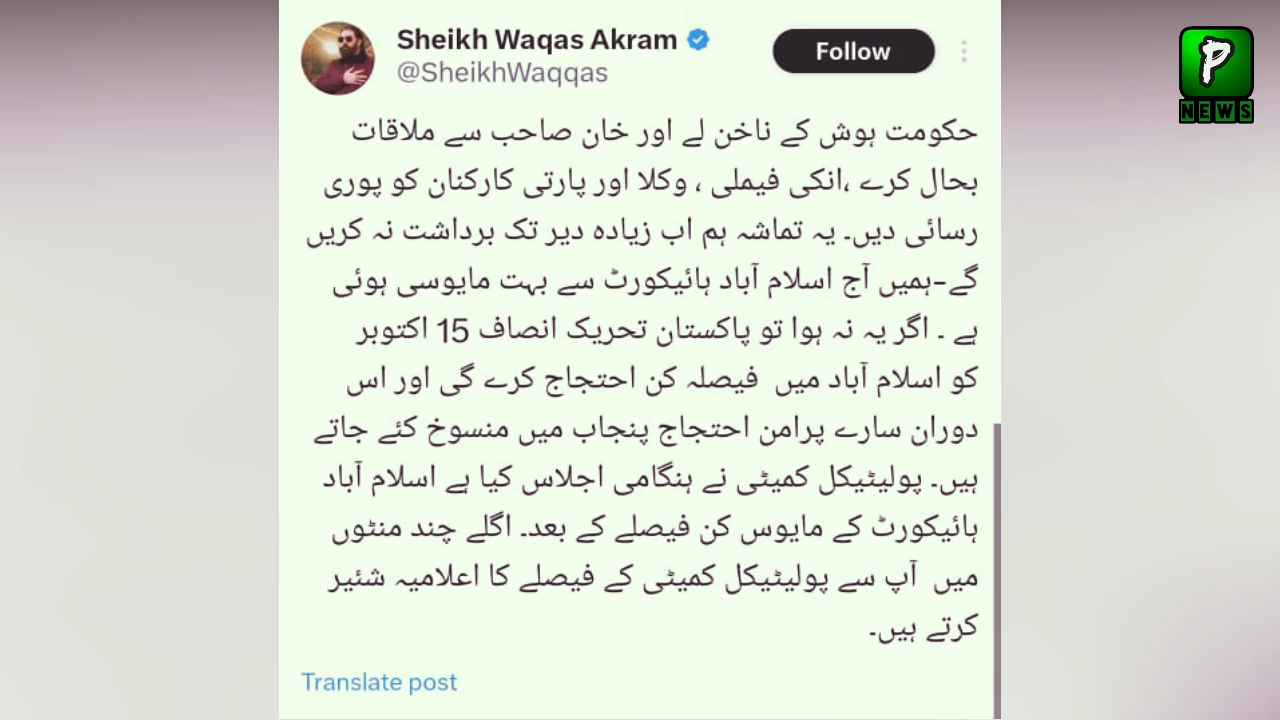 Sheikh Waqas Akram
@SheikhWaqqas
Follow
P
NEWS
حکومت ہوش کے ناخن لے اور خان صاحب سے ملاقات
بحال کرے ،انکی فیملی ، وکلا اور پارتی کارکنان کو پوری
رسائی دیں۔ یہ تماشہ ہم اب زیادہ دیر تک برداشت نہ کریں
گے-ہمیں آج اسلام آباد ہائیکورٹ سے بہت مایوسی ہوئی
ہے ۔ اگر یہ نہ ہوا تو پاکستان تحریک انصاف 15 اکتوبر
کو اسلام آباد میں  فیصلہ کن احتجاج کرے گی اور اس
دوران سارے پرامن احتجاج پنجاب میں منسوخ کئے جاتے
ہیں۔ پولیٹیکل کمیٹی نے ہنگامی اجلاس کیا ہے اسلام آباد
ہائیکورٹ کے مایوس کن فیصلے کے بعد۔ اگلے چند منٹوں
میں  آپ سے پولیٹیکل کمیٹی کے فیصلے کا اعلامیہ شئیر
کرتے ہیں۔
Translate post